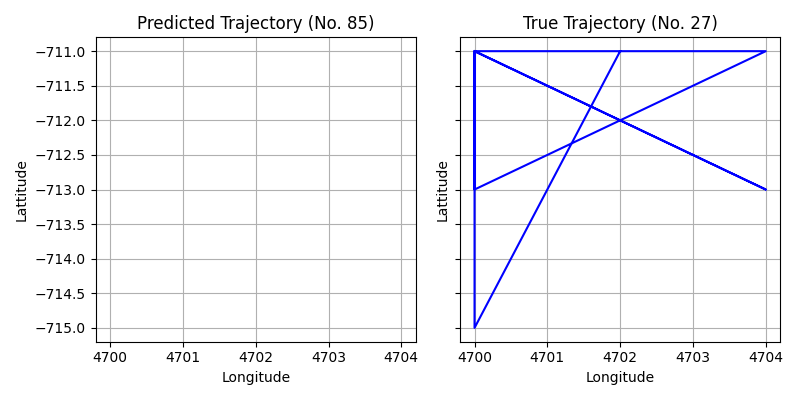 Predicted Trajectory (No. 85)
True Trajectory (No. 27)
Lattitude
−711.0
−711.5
−712.0
−712.5
−713.0
−713.5
−714.0
−714.5
−715.0
4700 4701 4702 4703 4704
Longitude
Lattitude
4700 4701 4702 4703 4704
Longitude